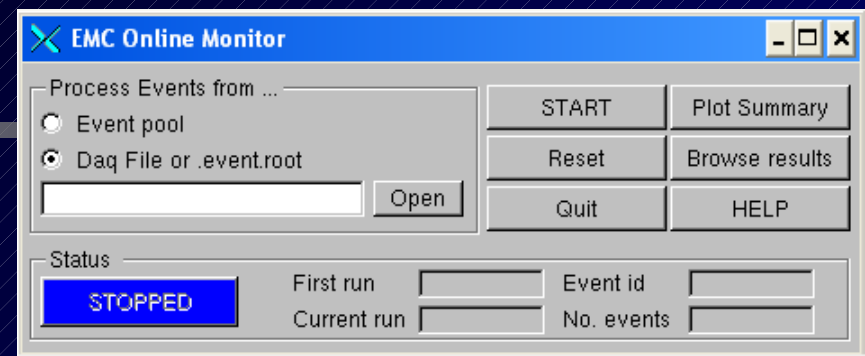 EMC Online Monitor
Process Events from ...
Event pool
Daq File or .event.root
Open
START
Plot Summary
Reset
Browse results
Quit
HELP
Status
STOPPED
First run
Event id
Current run
No. events